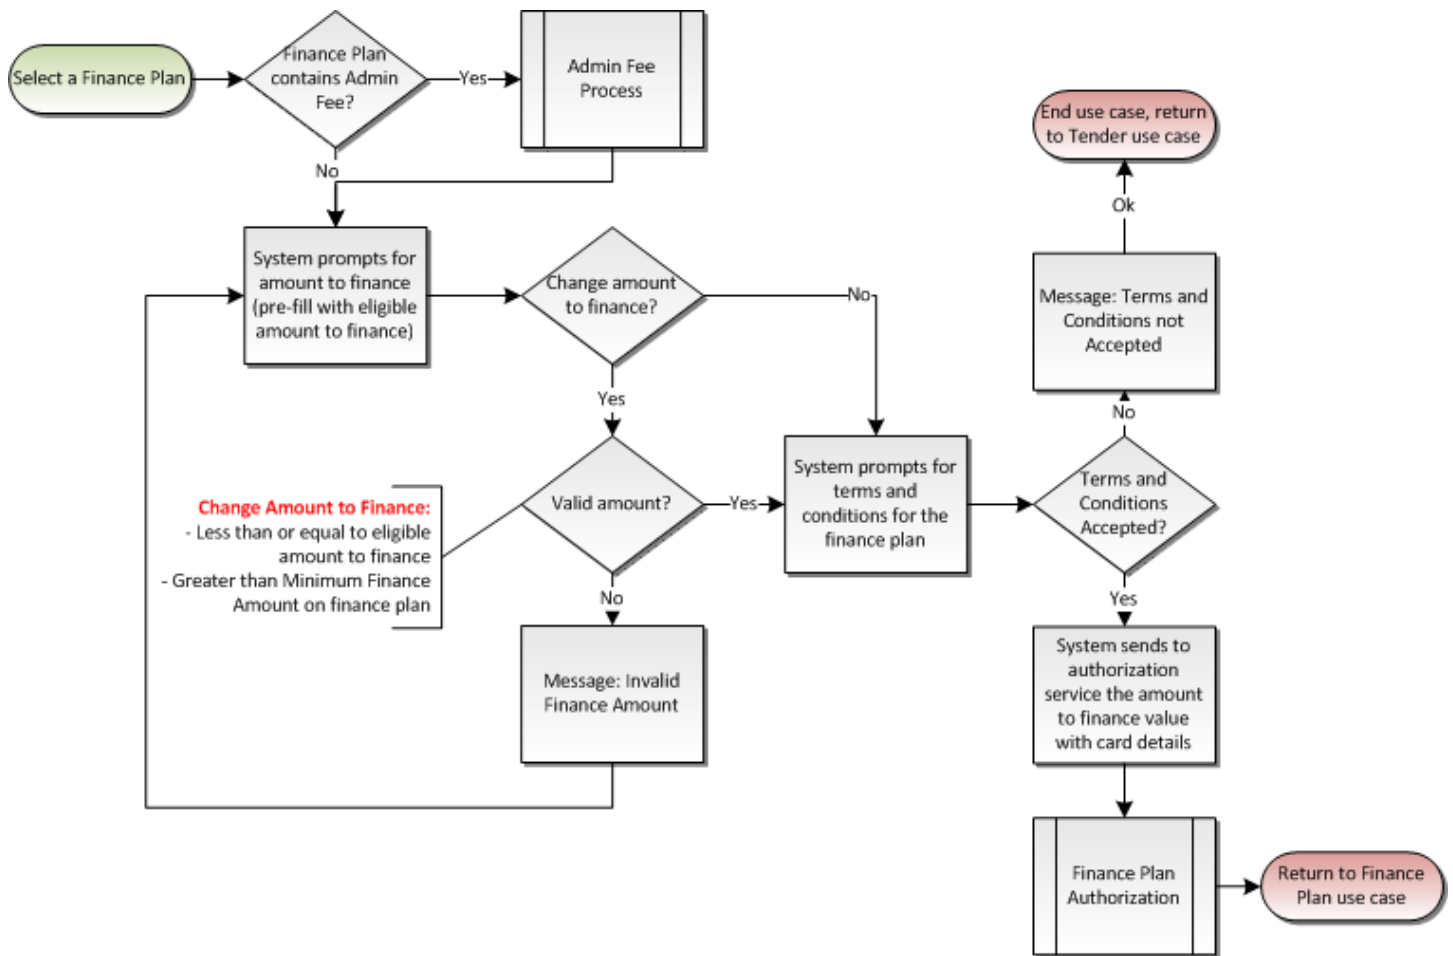 Select a Finance Plan
Finance Plan
contains Admin
Fee?
Yes
Admin Fee
Process
No
End use case, return
to Tender use case
Ok
System prompts for
amount to finance
(pre-fill with eligible
amount to finance)
Change amount
to finance?
No
Message: Terms and
Conditions not
Accepted
Yes
No
Change Amount to Finance:
- Less than or equal to eligible
amount to finance
- Greater than Minimum Finance
Amount on finance plan
Valid amount?
Yes
System prompts for
terms and
conditions for the
finance plan
Terms and
Conditions
Accepted?
No
Yes
Message: Invalid
Finance Amount
System sends to
authorization
service the amount
to finance value
with card details
Finance Plan
Authorization
Return to Finance
Plan use case